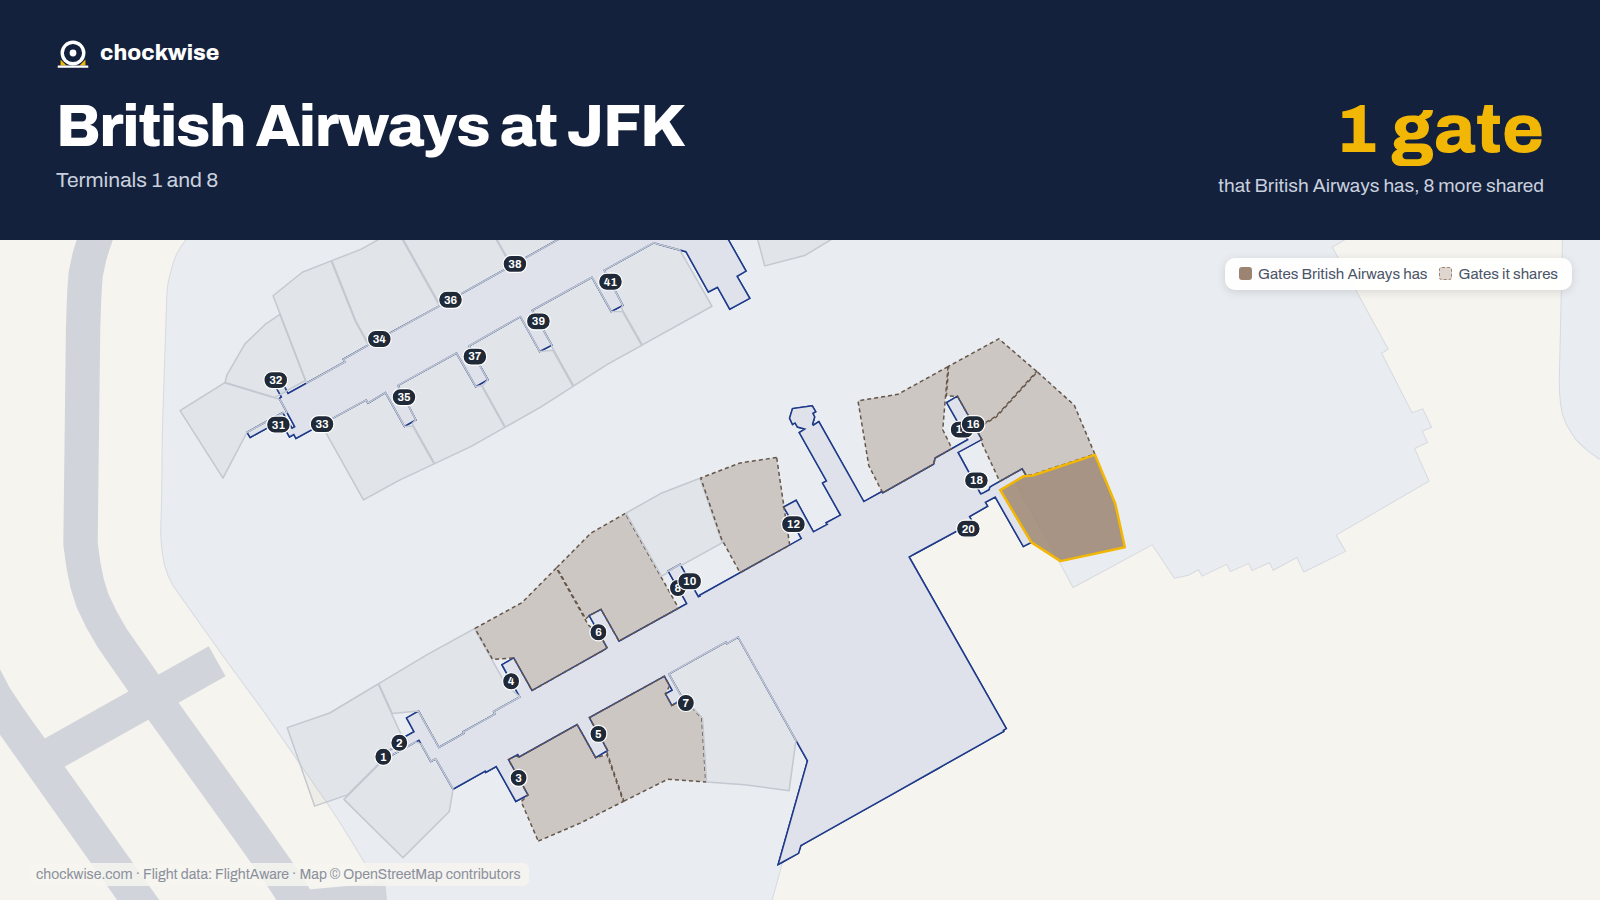 chockwise
British Airways at JFK
Terminals 1 and 8
1 gate
that British Airways has, 8 more shared
Gates British Airways has
Gates it shares
38
41
36
39
34
37
32
35
31
33
16
18
20
12
10
8
6
4
7
5
2
1
3
chockwise.com · Flight data: FlightAware · Map © OpenStreetMap contributors